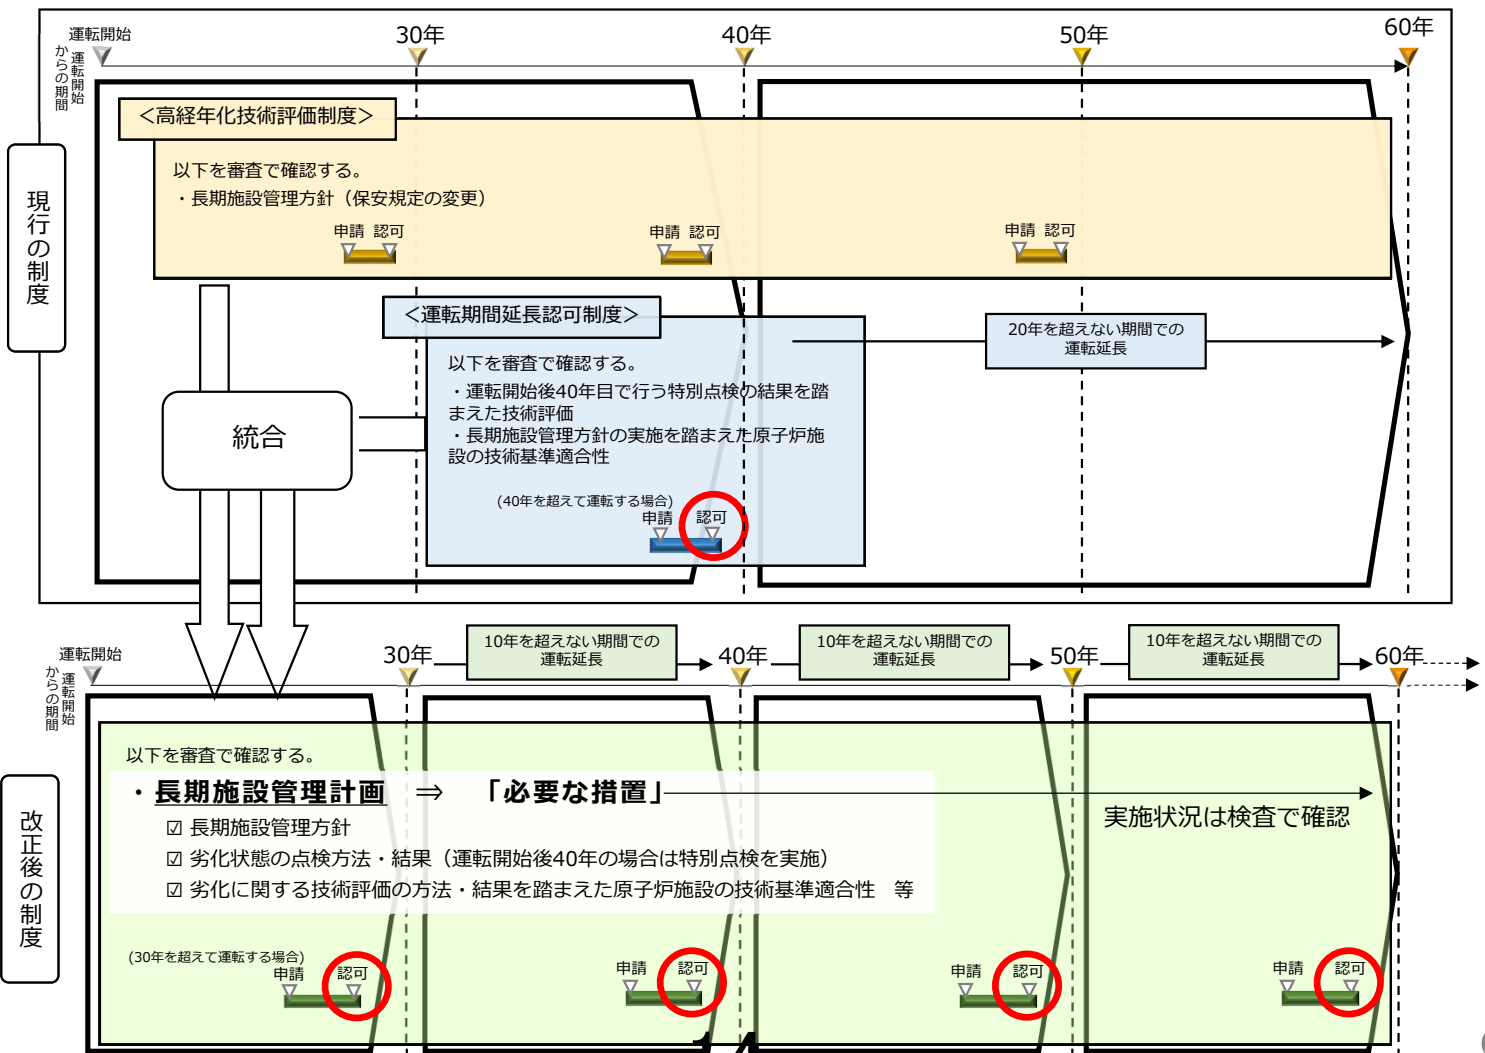 運転開始
30年
40年
50年
60年
運転開始
からの期間
現行の制度
<高経年化技術評価制度>
以下を審査で確認する。
・長期施設管理方針（保安規定の変更）
申請 認可
申請 認可
申請 認可
<運転期間延長認可制度>
以下を審査で確認する。
・運転開始後40年目で行う特別点検の結果を踏
まえた技術評価
・長期施設管理方針の実施を踏まえた原子炉施
設の技術基準適合性
(40年を超えて運転する場合)
申請 認可
20年を超えない期間での
運転延長
統合
運転開始
30年
10年を超えない期間での
運転延長
40年
10年を超えない期間での
運転延長
50年
10年を超えない期間での
運転延長
60年
運転開始
からの期間
改正後の制度
以下を審査で確認する。
・長期施設管理計画 ⇒ 「必要な措置」
実施状況は検査で確認
☑ 長期施設管理方針
☑ 劣化状態の点検方法・結果（運転開始後40年の場合は特別点検を実施）
☑ 劣化に関する技術評価の方法・結果を踏まえた原子炉施設の技術基準適合性　等
(30年を超えて運転する場合)
申請 認可
申請 認可
申請 認可
申請 認可